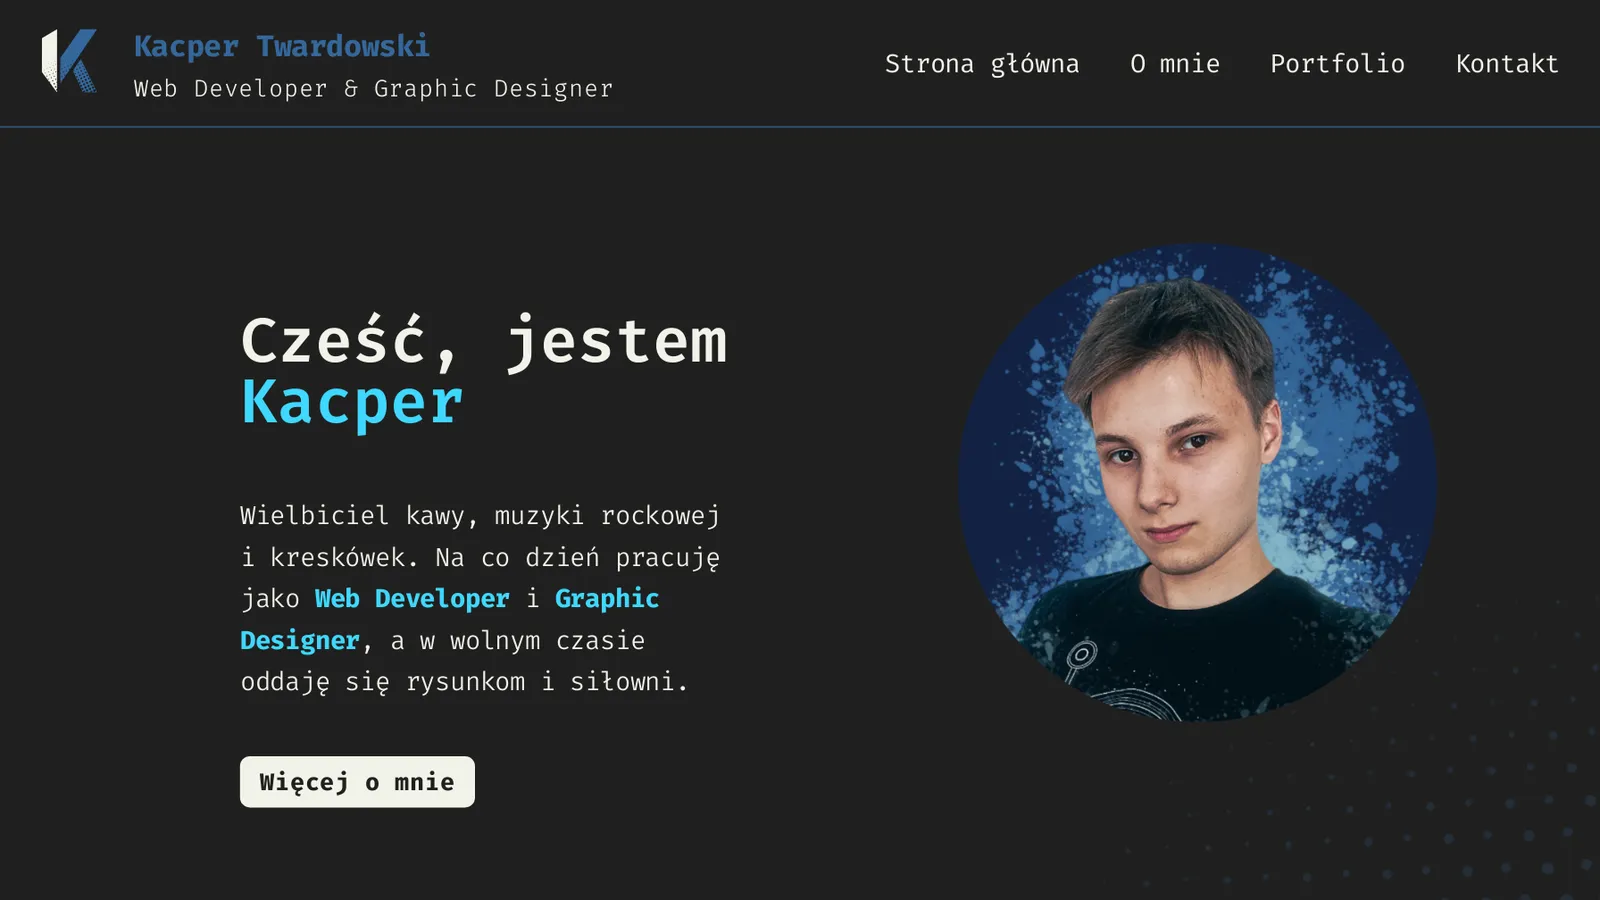 Kacper Twardowski
Web Developer & Graphic Designer
Strona główna
O mnie
Portfolio
Kontakt
Cześć, jestem
Kacper
Wielbiciel kawy, muzyki rockowej
i kreskówek. Na co dzień pracuję
jako Web Developer i Graphic
Designer, a w wolnym czasie
oddaję się rysunkom i siłowni.
Więcej o mnie